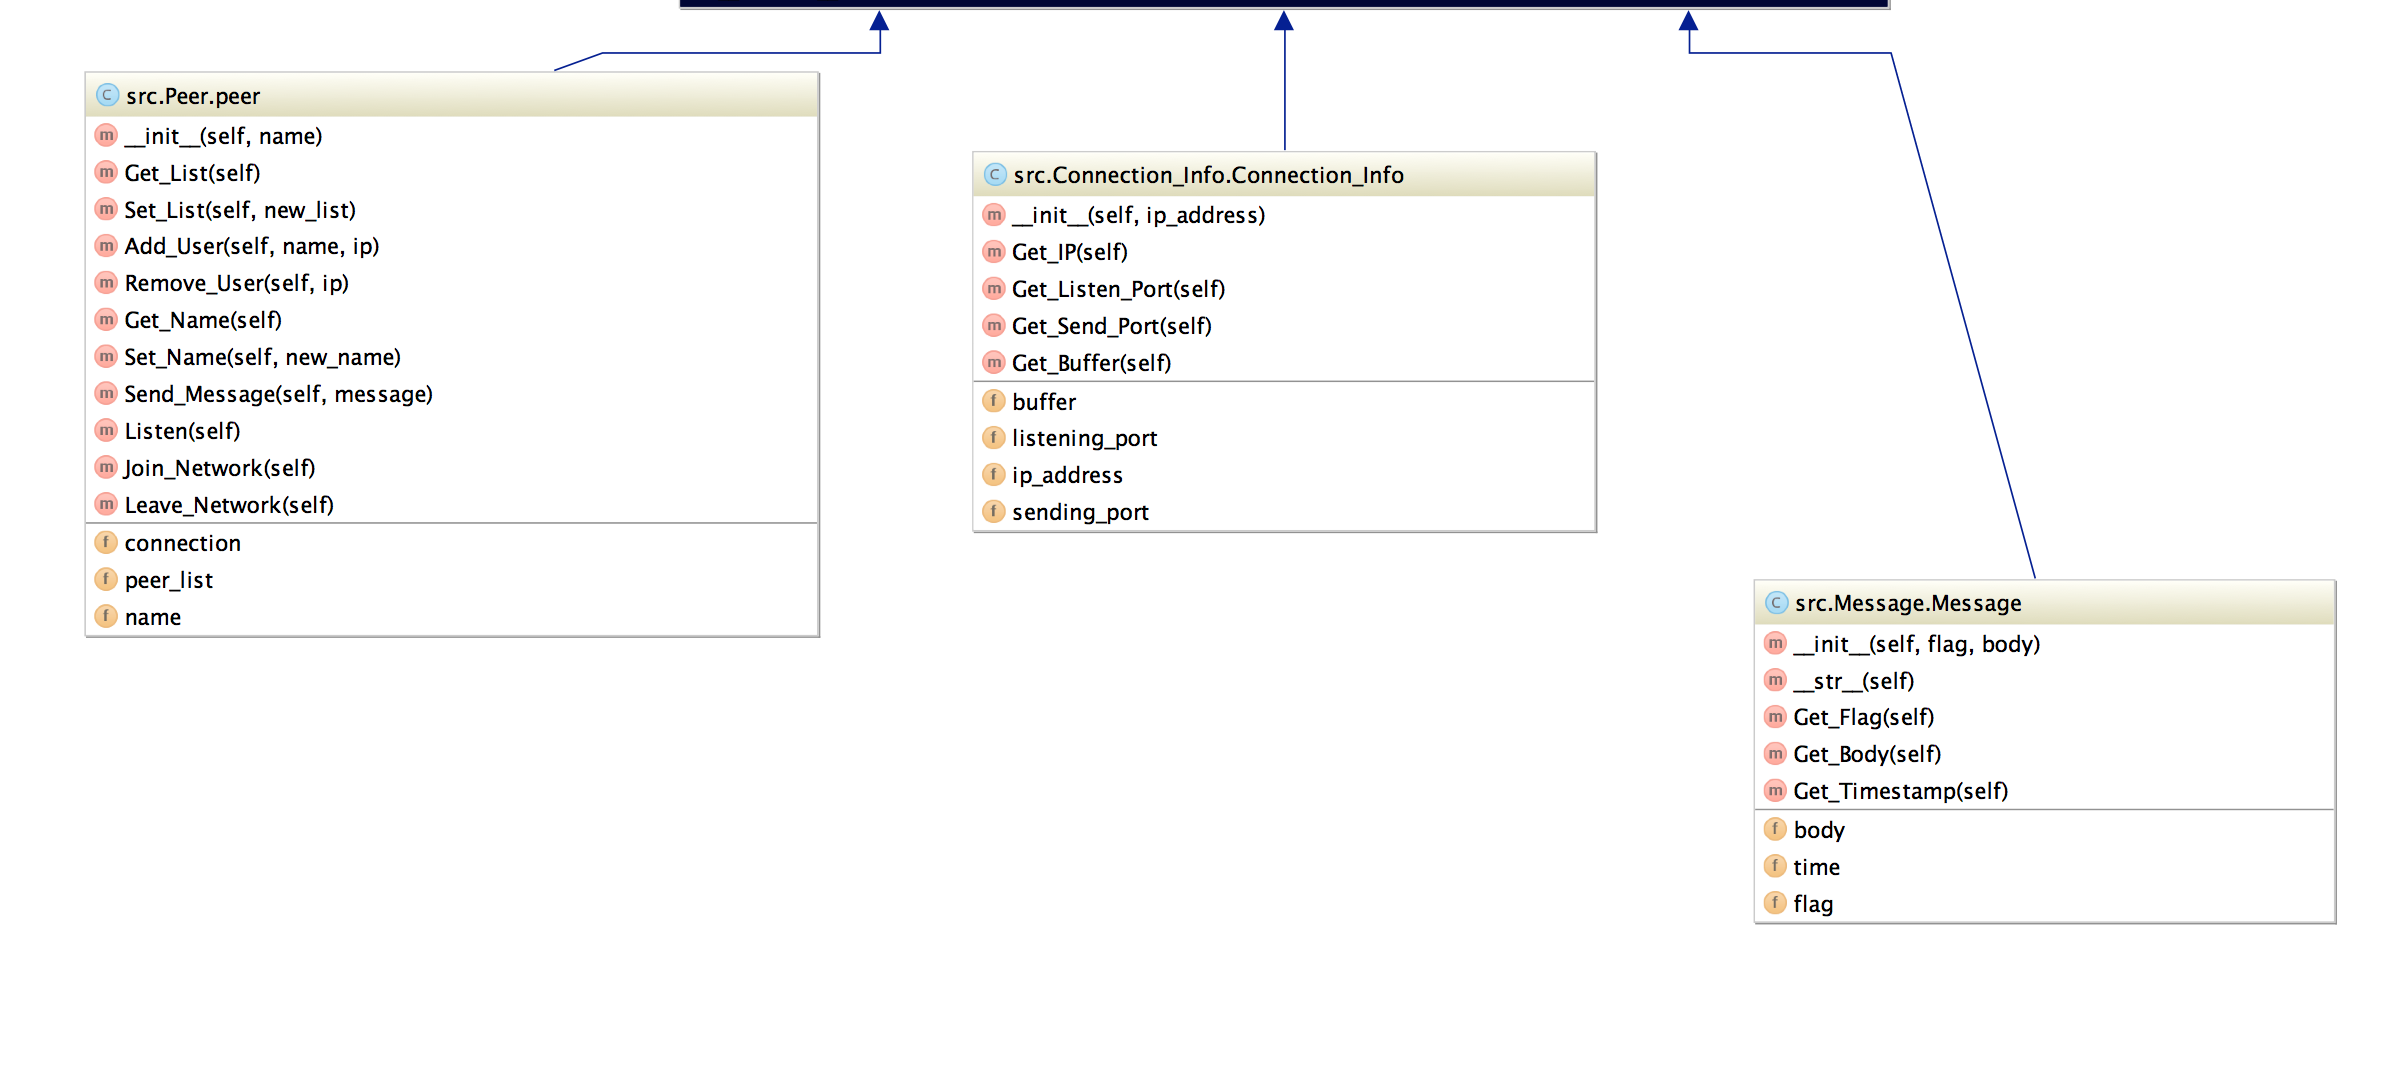 C src.Peer.peer
m __init__(self, name)
m Get_List(self)
m Set_List(self, new_list)
m Add_User(self, name, ip)
m Remove_User(self, ip)
m Get_Name(self)
m Set_Name(self, new_name)
m Send_Message(self, message)
m Listen(self)
m Join_Network(self)
m Leave_Network(self)
f connection
f peer_list
f name
C src.Connection_Info.Connection_Info
m __init__(self, ip_address)
m Get_IP(self)
m Get_Listen_Port(self)
m Get_Send_Port(self)
m Get_Buffer(self)
f buffer
f listening_port
f ip_address
f sending_port
C src.Message.Message
m __init__(self, flag, body)
m __str__(self)
m Get_Flag(self)
m Get_Body(self)
m Get_Timestamp(self)
f body
f time
f flag